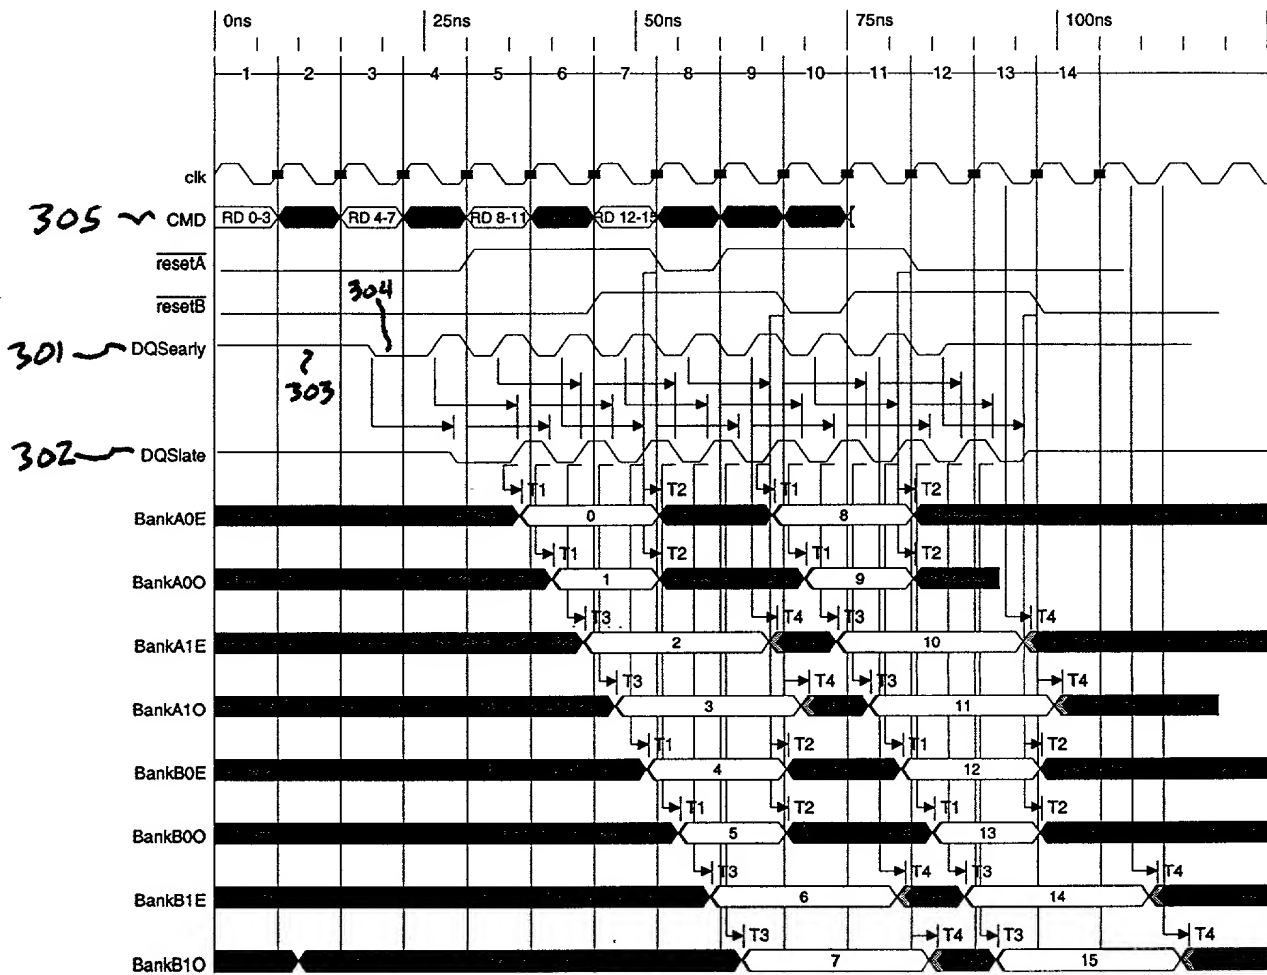 0ns 25ns 50ns 75ns 100ns
1 2 3 4 5 6 7 8 9 10 11 12 13 14
clk
305 CMD RD 0-3 RD 4-7 RD 8-11 RD 12-15
resetA
304
resetB
301 DQSearly
303
302 DQSlate
T1 T2 T1 T2
BankA0E 0 8
T1 T2 T1 T2
BankA0O 1 9
T3 T4 T3 T4
BankA1E 2 10
T3 T4 T3 T4
BankA1O 3 11
T1 T2 T1 T2
BankB0E 4 12
T1 T2 T1 T2
BankB0O 5 13
T3 T4 T3 T4
BankB1E 6 14
T3 T4 T3 T4
BankB1O 7 15